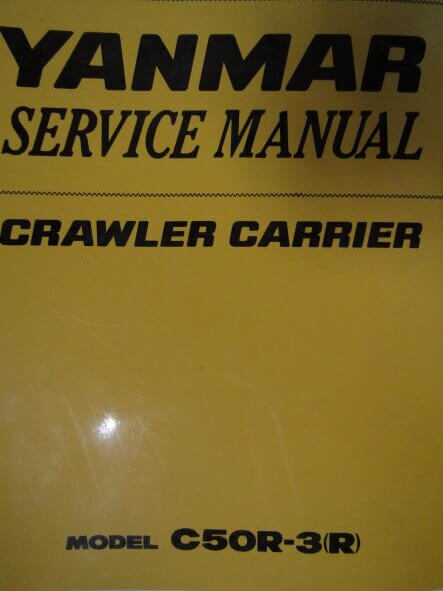 YANMAR
SERVICE MANUAL
CRAWLER CARRIER
MODEL C50R-3(R)